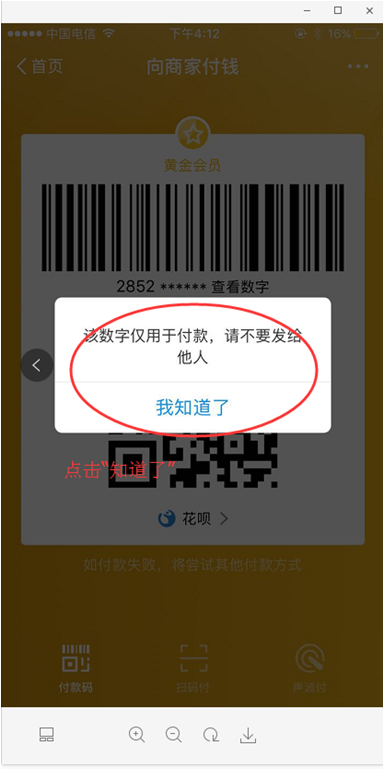 中国电信 下午4:12 16%
首页 向商家付钱
黄金会员
2852 ****** 查看数字
该数字仅用于付款，请不要发给
他人
我知道了
点击“知道了”
花呗
如付款失败，将尝试其他付款方式
付款码 扫码付 声波付